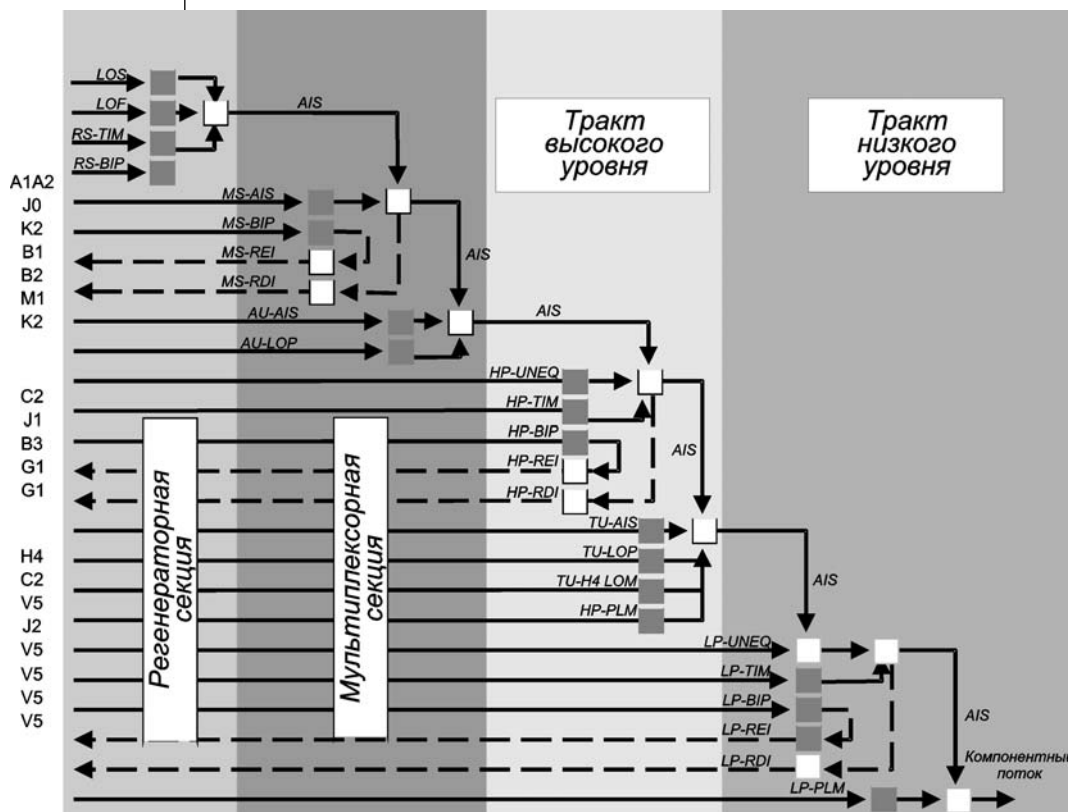 LOS
LOF
AIS
RS-TIM
RS-BIP
Тракт
высокого
уровня
Тракт
низкого
уровня
A1A2
J0
K2
B1
B2
M1
K2
MS-AIS
MS-BIP
MS-REI
AIS
MS-RDI
AU-AIS
AIS
AU-LOP
HP-UNEQ
C2
J1
B3
G1
G1
HP-TIM
HP-BIP
HP-REI
AIS
HP-RDI
Регенераторная
секция
Мультиплексорная
секция
TU-AIS
TU-LOP
TU-H4 LOM
AIS
HP-PLM
H4
C2
V5
J2
V5
V5
V5
V5
LP-UNEQ
LP-TIM
LP-BIP
AIS
LP-REI
LP-RDI
Компонентный
поток
LP-PLM